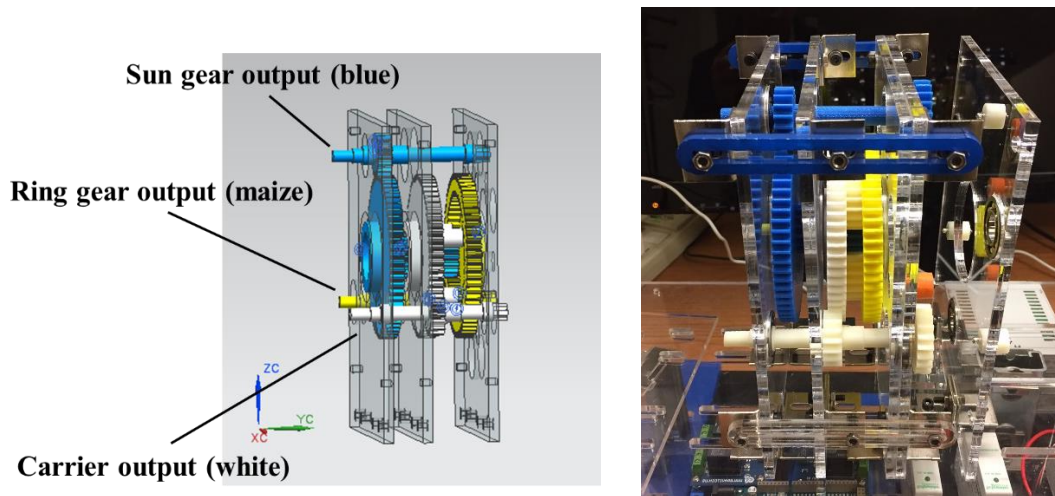 Sun gear output (blue)
Ring gear output (maize)
ZC
YC
XC
Carrier output (white)